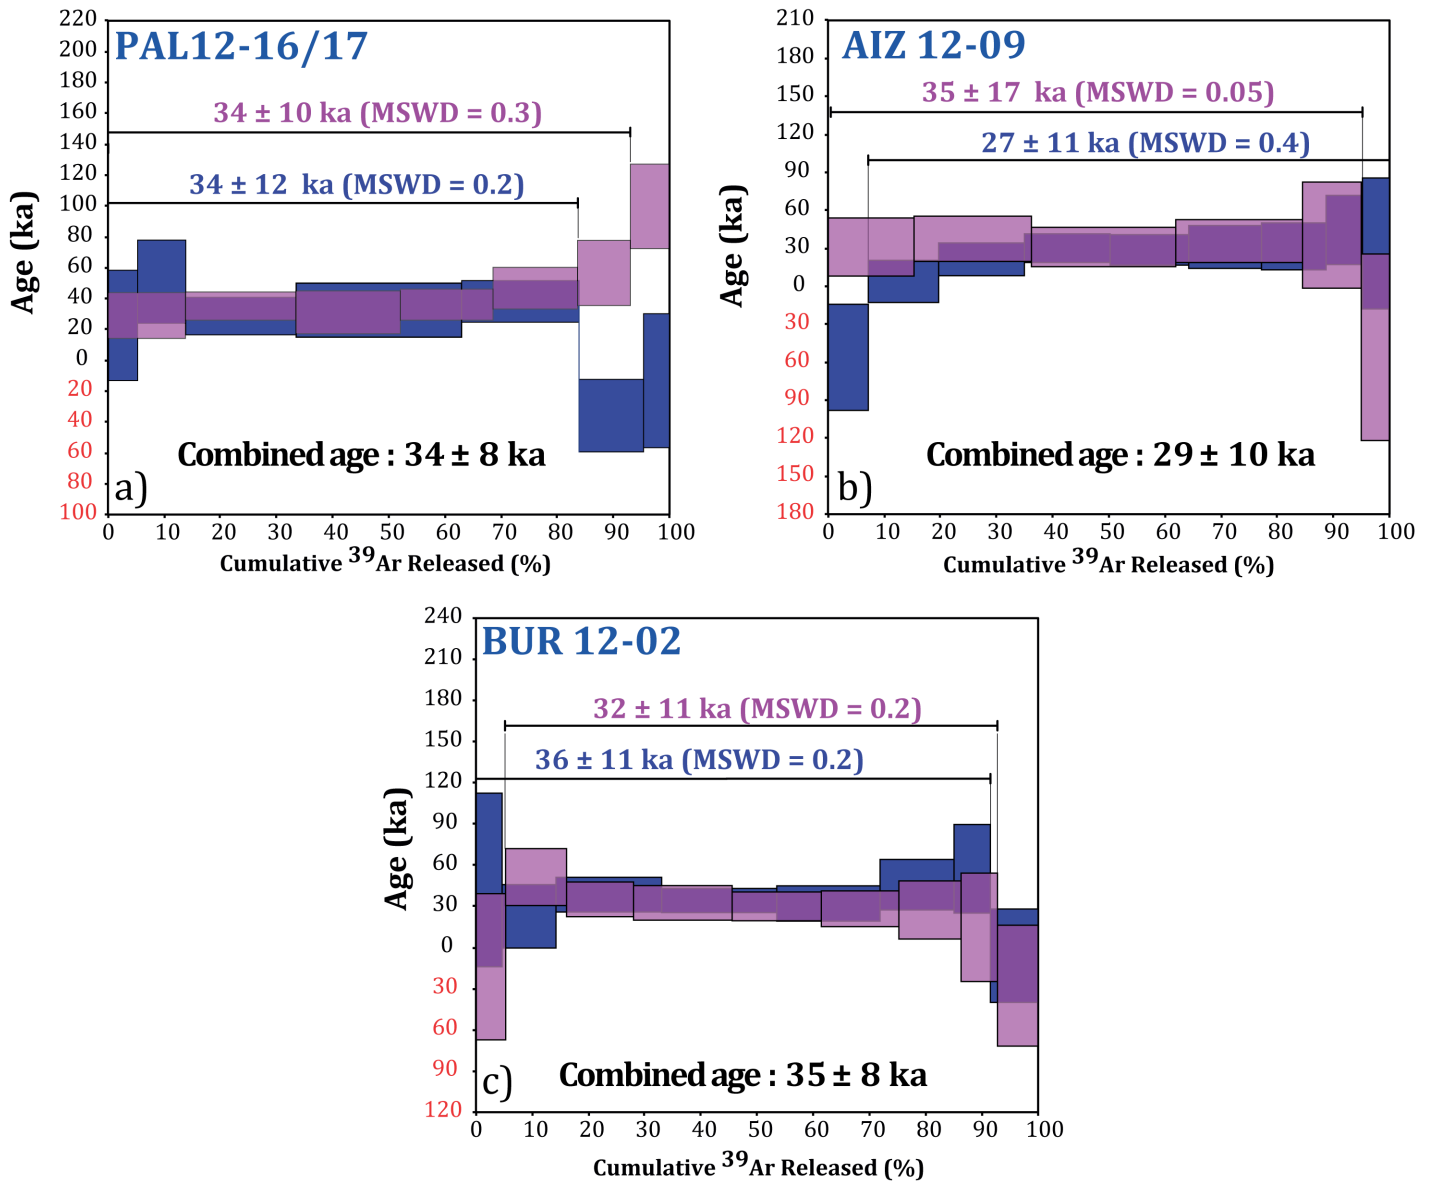 PAL12-16/17
34 ± 10 ka (MSWD = 0.3)
34 ± 12 ka (MSWD = 0.2)
Combined age : 34 ± 8 ka
a)
Age (ka)
220
200
180
160
140
120
100
80
60
40
20
0
20
40
60
80
100
0 10 20 30 40 50 60 70 80 90 100
Cumulative 39Ar Released (%)
AIZ 12-09
35 ± 17 ka (MSWD = 0.05)
27 ± 11 ka (MSWD = 0.4)
Combined age : 29 ± 10 ka
b)
Age (ka)
210
180
150
120
90
60
30
0
30
60
90
120
150
180
0 10 20 30 40 50 60 70 80 90 100
Cumulative 39Ar Released (%)
BUR 12-02
32 ± 11 ka (MSWD = 0.2)
36 ± 11 ka (MSWD = 0.2)
Combined age : 35 ± 8 ka
c)
Age (ka)
240
210
180
150
120
90
60
30
0
30
60
90
120
0 10 20 30 40 50 60 70 80 90 100
Cumulative 39Ar Released (%)